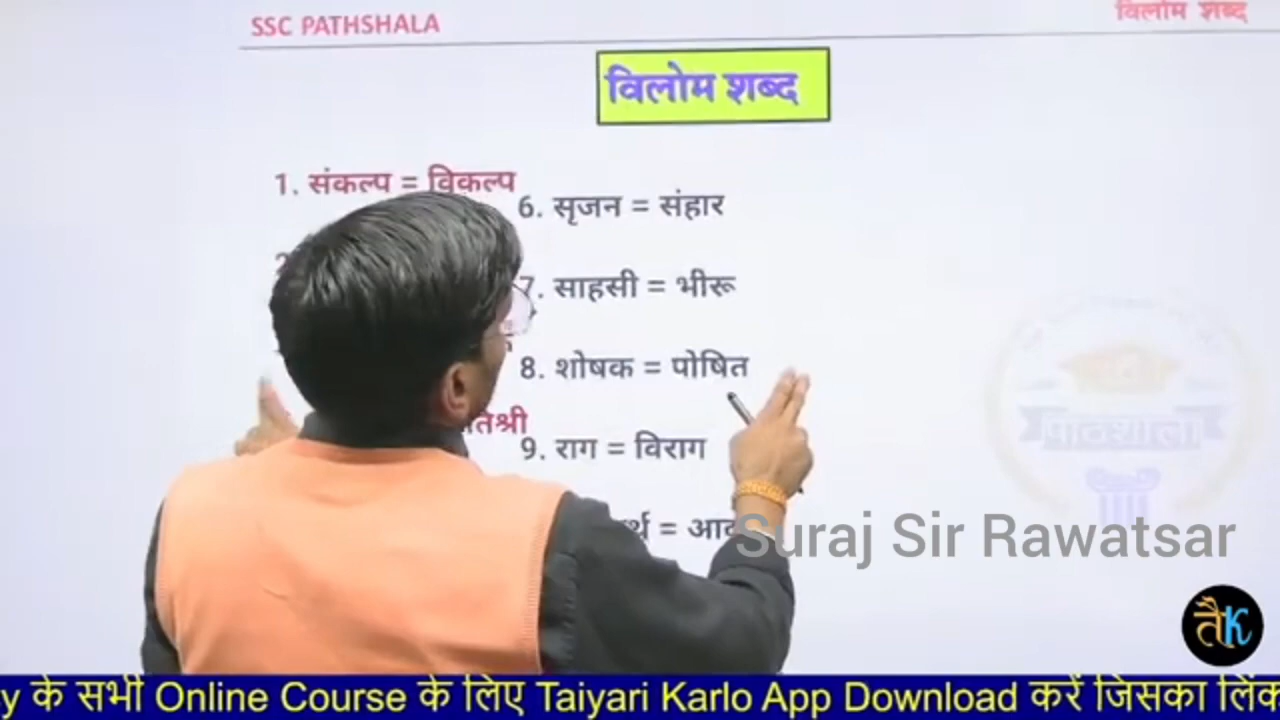 SSC PATHSHALA
विलोम शब्द
विलोम शब्द
1. संकल्प = विकल्प
6. सृजन = संहार
7. साहसी = भीरू
8. शोषक = पोषित
9. राग = विराग
पाठशाला
Suraj Sir Rawatsar
तैK
के सभी Online Course के लिए Taiyari Karlo App Download करें जिसका लिंक